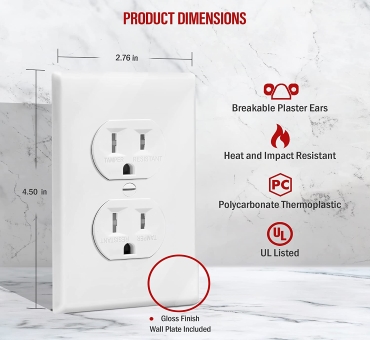 PRODUCT DIMENSIONS
2.76 in
Breakable Plaster Ears
Heat and Impact Resistant
4.50 in
PC
Polycarbonate Thermoplastic
UL
UL Listed
Gloss Finish
Wall Plate Included